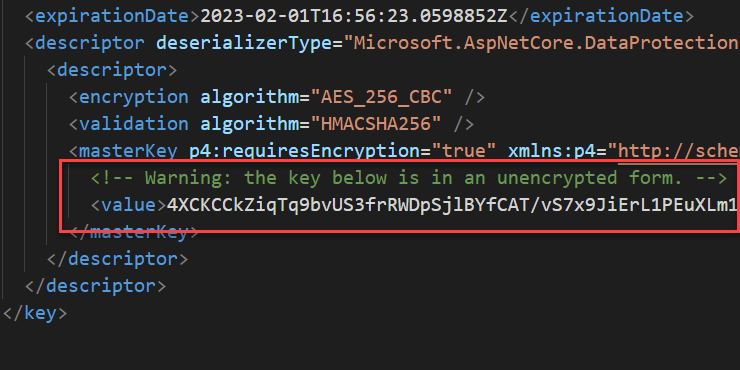 <expirationDate>2023-02-01T16:56:23.0598852Z</expirationDate>
<descriptor deserializerType="Microsoft.AspNetCore.DataProtection
<descriptor>
<encryption algorithm="AES_256_CBC" />
<validation algorithm="HMACSHA256" />
<masterKey p4:requiresEncryption="true" xmlns:p4="http://sche
<!-- Warning: the key below is in an unencrypted form. -->
<value>4XCKCCkZiqTq9bvUS3frRWDpSjlBYfCAT/vS7x9JiErL1PEuXLm1
</masterKey>
</descriptor>
</descriptor>
</key>